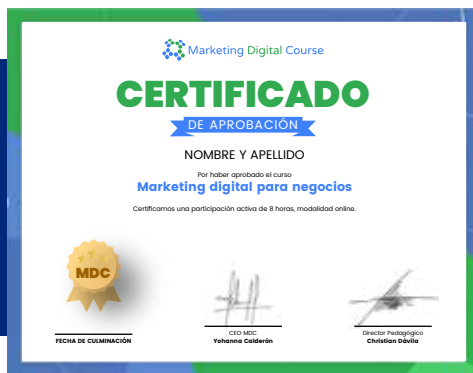 Marketing Digital Course
CERTIFICADO
DE APROBACIÓN
NOMBRE Y APELLIDO
Por haber aprobado el curso
Marketing digital para negocios
Certificamos una participación activa de 8 horas, modalidad online.
MDC
FECHA DE CULMINACIÓN
CEO MDC
Yohanna Calderón
Director Pedagógico
Christian Dávila